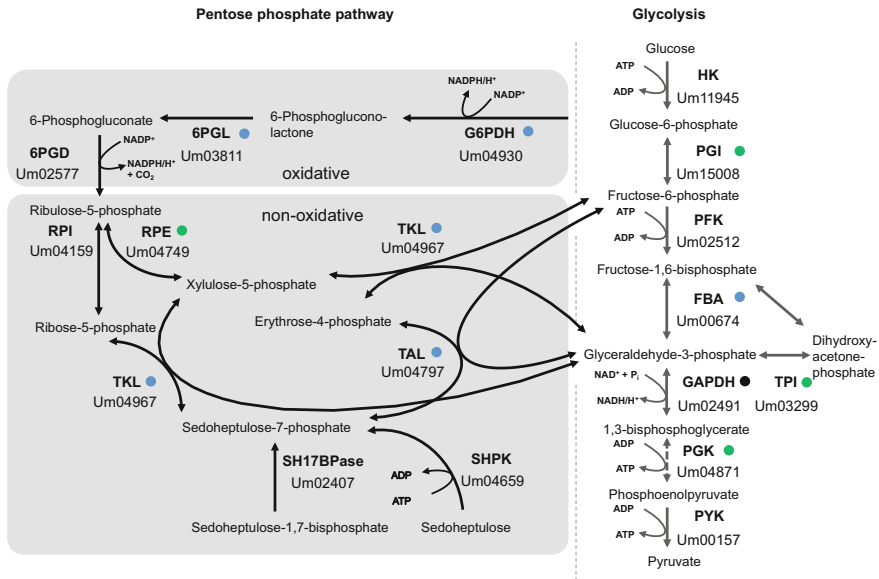 Pentose phosphate pathway
Glycolysis
NADPH/H⁺
NADP⁺
6-Phosphogluconate
6-Phosphoglucono-
lactone
6PGL
Um03811
G6PDH
Um04930
6PGD
Um02577
NADP⁺
NADPH/H⁺
+ CO₂
oxidative
non-oxidative
Ribulose-5-phosphate
RPI
Um04159
RPE
Um04749
TKL
Um04967
Xylulose-5-phosphate
Ribose-5-phosphate
Erythrose-4-phosphate
TKL
Um04967
TAL
Um04797
Sedoheptulose-7-phosphate
SH17BPase
Um02407
ADP
ATP
SHPK
Um04659
Sedoheptulose-1,7-bisphosphate
Sedoheptulose
Glucose
ATP
ADP
HK
Um11945
Glucose-6-phosphate
PGI
Um15008
Fructose-6-phosphate
ATP
ADP
PFK
Um02512
Fructose-1,6-bisphosphate
FBA
Um00674
Glyceraldehyde-3-phosphate
Dihydroxy-
acetone-
phosphate
NAD⁺ + Pᵢ
NADH/H⁺
GAPDH
Um02491
TPI
Um03299
1,3-bisphosphoglycerate
ADP
ATP
PGK
Um04871
Phosphoenolpyruvate
ADP
ATP
PYK
Um00157
Pyruvate